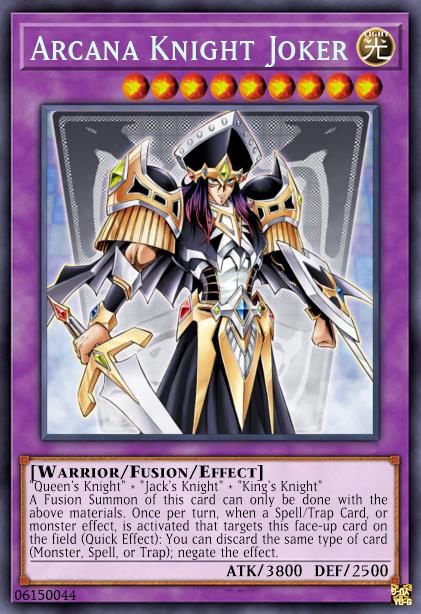 ARCANA KNIGHT JOKER
LIGHT
光
[WARRIOR/FUSION/EFFECT]
"Queen's Knight" + "Jack's Knight" + "King's Knight"
A Fusion Summon of this card can only be done with the
above materials. Once per turn, when a Spell/Trap Card, or
monster effect, is activated that targets this face-up card on
the field (Quick Effect): You can discard the same type of card
(Monster, Spell, or Trap); negate the effect.
ATK/3800 DEF/2500
06150044